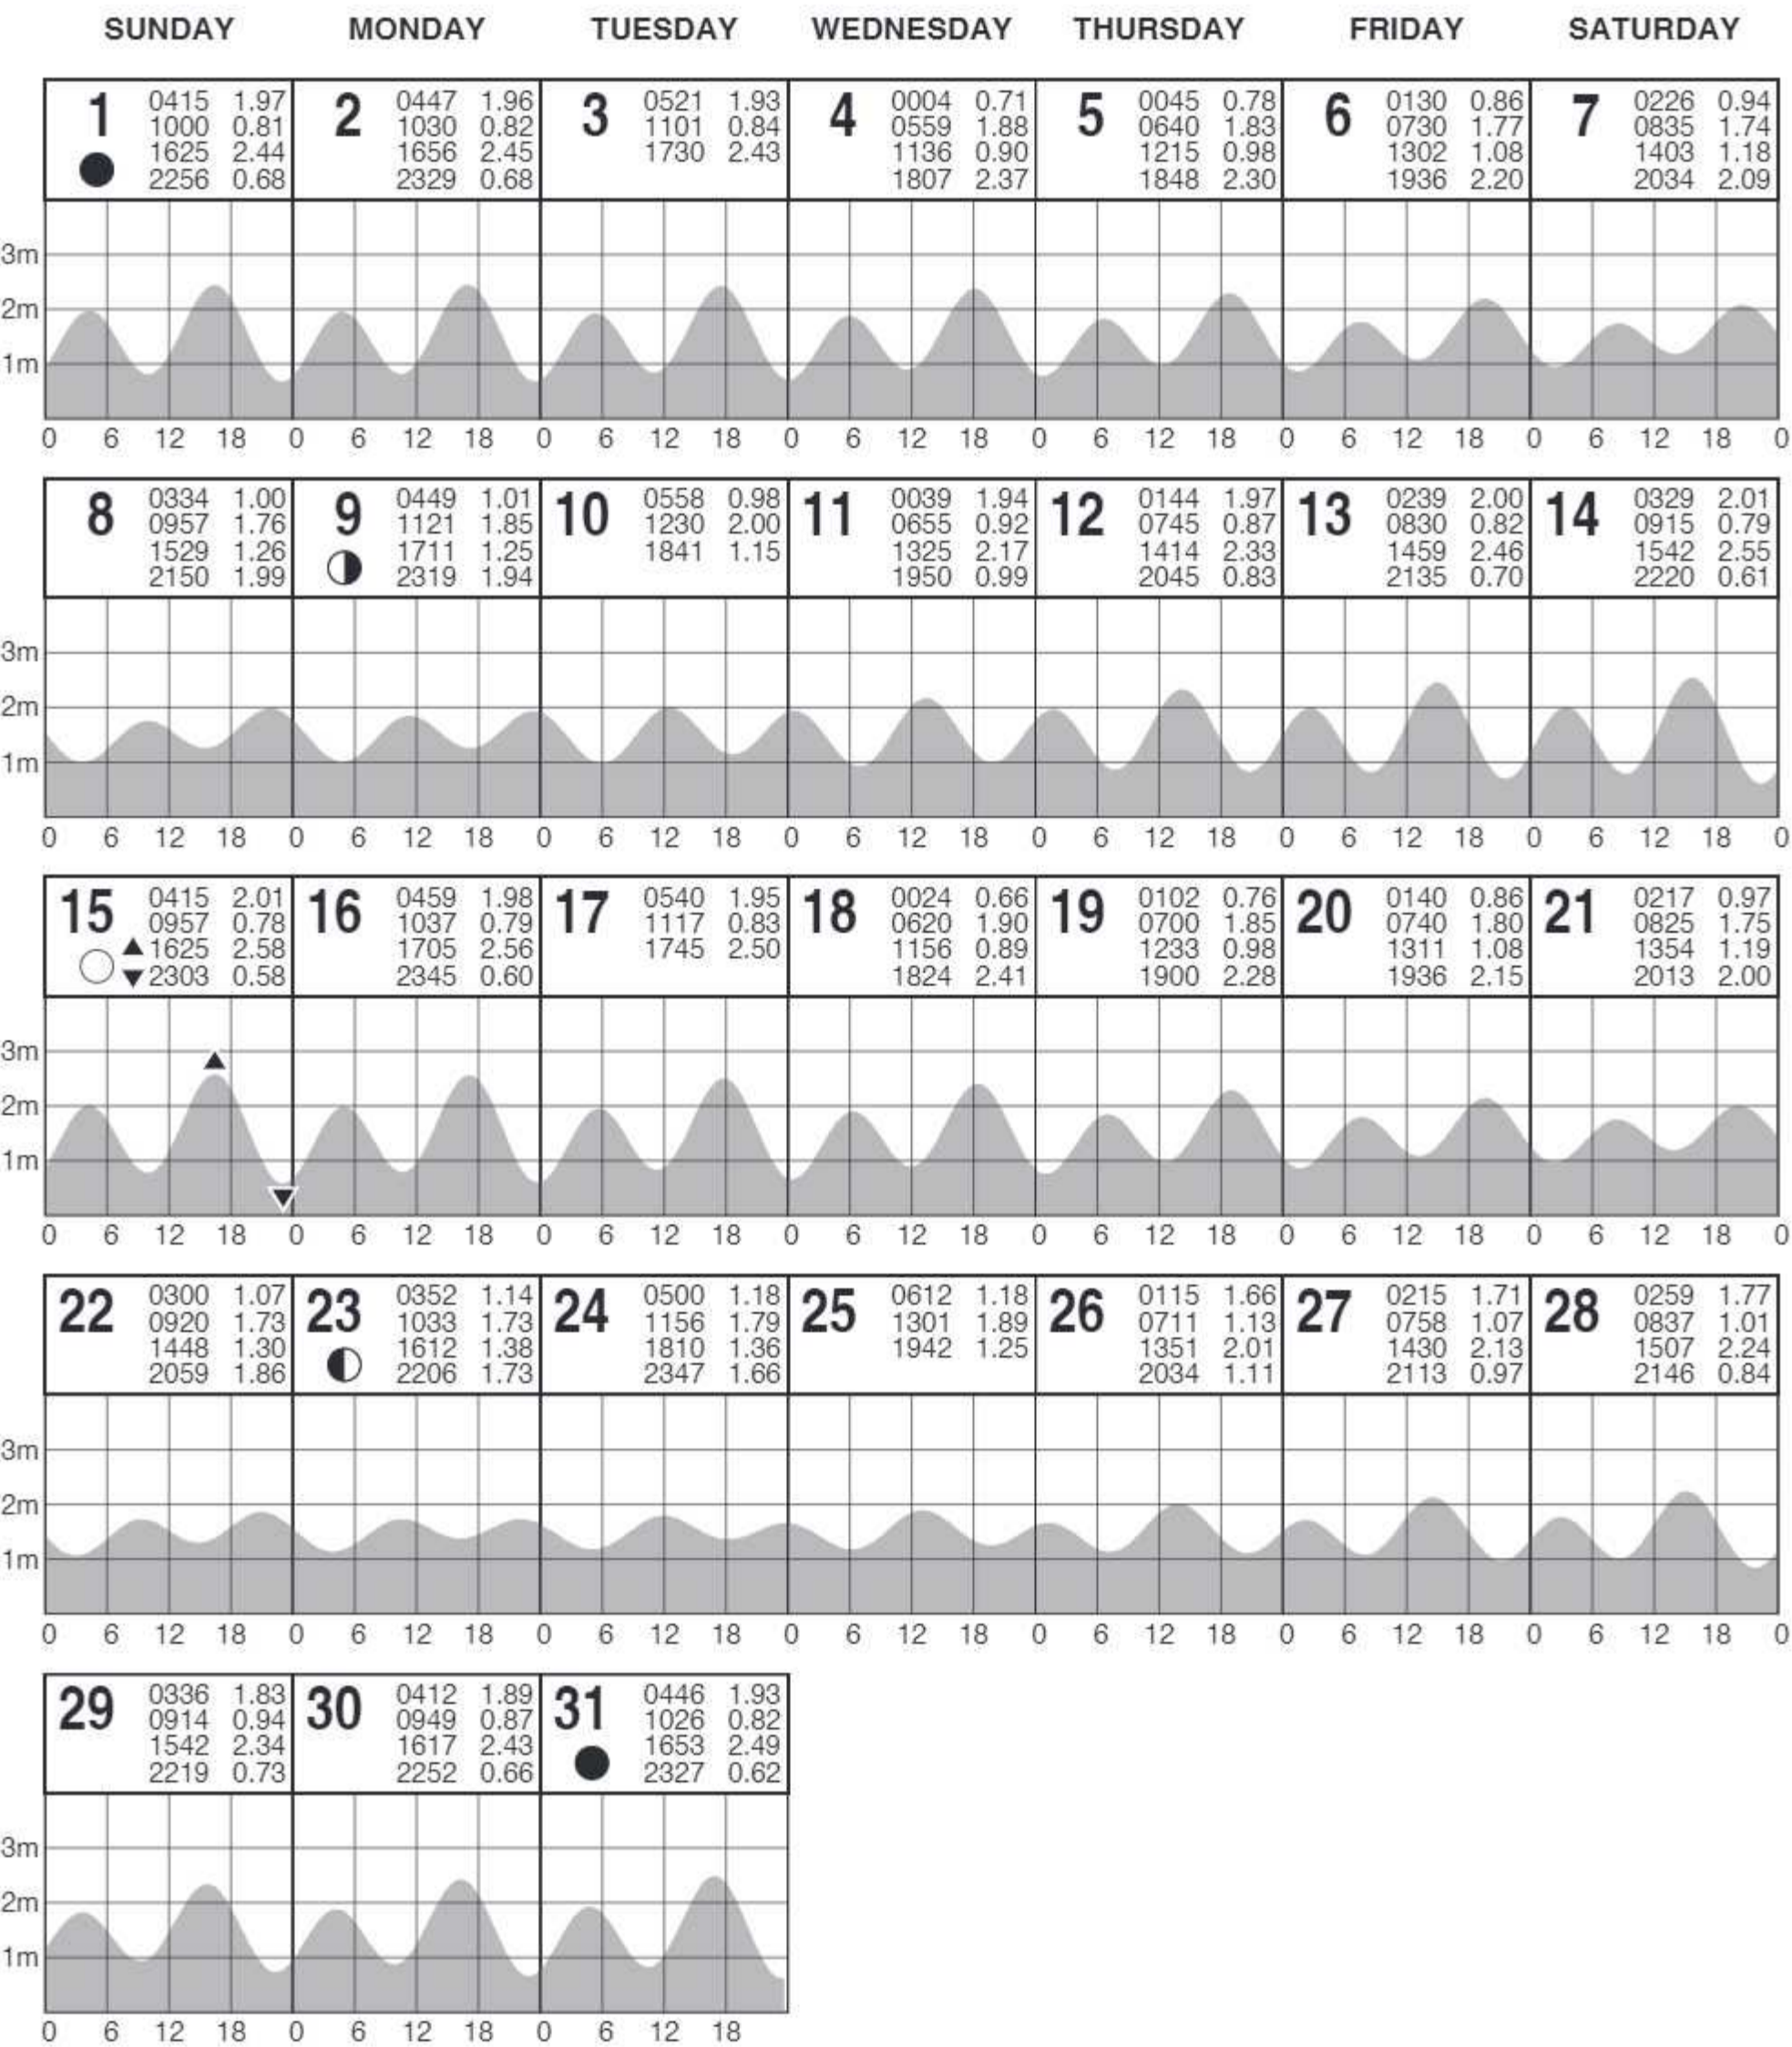 SUNDAY MONDAY TUESDAY WEDNESDAY THURSDAY FRIDAY SATURDAY
1 0415 1.97 2 0447 1.96 3 0521 1.93 4 0004 0.71 5 0045 0.78 6 0130 0.86 7 0226 0.94
1000 0.81 1030 0.82 1101 0.84 0559 1.88 0640 1.83 0730 1.77 0835 1.74
1625 2.44 1656 2.45 1730 2.43 1136 0.90 1215 0.98 1302 1.08 1403 1.18
2256 0.68 2329 0.68 1807 2.37 1848 2.30 1936 2.20 2034 2.09
3m
2m
1m
0 6 12 18 0 6 12 18 0 6 12 18 0 6 12 18 0 6 12 18 0 6 12 18 0 6 12 18 0
8 0334 1.00 9 0449 1.01 10 0558 0.98 11 0039 1.94 12 0144 1.97 13 0239 2.00 14 0329 2.01
0957 1.76 1121 1.85 1230 2.00 0655 0.92 0745 0.87 0830 0.82 0915 0.79
1529 1.26 1711 1.25 1841 1.15 1325 2.17 1414 2.33 1459 2.46 1542 2.55
2150 1.99 2319 1.94 1950 0.99 2045 0.83 2135 0.70 2220 0.61
3m
2m
1m
0 6 12 18 0 6 12 18 0 6 12 18 0 6 12 18 0 6 12 18 0 6 12 18 0 6 12 18 0
15 0415 2.01 16 0459 1.98 17 0540 1.95 18 0024 0.66 19 0102 0.76 20 0140 0.86 21 0217 0.97
0957 0.78 1037 0.79 1117 0.83 0620 1.90 0700 1.85 0740 1.80 0825 1.75
1625 2.58 1705 2.56 1745 2.50 1156 0.89 1233 0.98 1311 1.08 1354 1.19
2303 0.58 2345 0.60 1824 2.41 1900 2.28 1936 2.15 2013 2.00
3m
2m
1m
0 6 12 18 0 6 12 18 0 6 12 18 0 6 12 18 0 6 12 18 0 6 12 18 0 6 12 18 0
22 0300 1.07 23 0352 1.14 24 0500 1.18 25 0612 1.18 26 0115 1.66 27 0215 1.71 28 0259 1.77
0920 1.73 1033 1.73 1156 1.79 1301 1.89 0711 1.13 0758 1.07 0837 1.01
1448 1.30 1612 1.38 1810 1.36 1942 1.25 1351 2.01 1430 2.13 1507 2.24
2059 1.86 2206 1.73 2347 1.66 2034 1.11 2113 0.97 2146 0.84
3m
2m
1m
0 6 12 18 0 6 12 18 0 6 12 18 0 6 12 18 0 6 12 18 0 6 12 18 0 6 12 18 0
29 0336 1.83 30 0412 1.89 31 0446 1.93
0914 0.94 0949 0.87 1026 0.82
1542 2.34 1617 2.43 1653 2.49
2219 0.73 2252 0.66 2327 0.62
3m
2m
1m
0 6 12 18 0 6 12 18 0 6 12 18